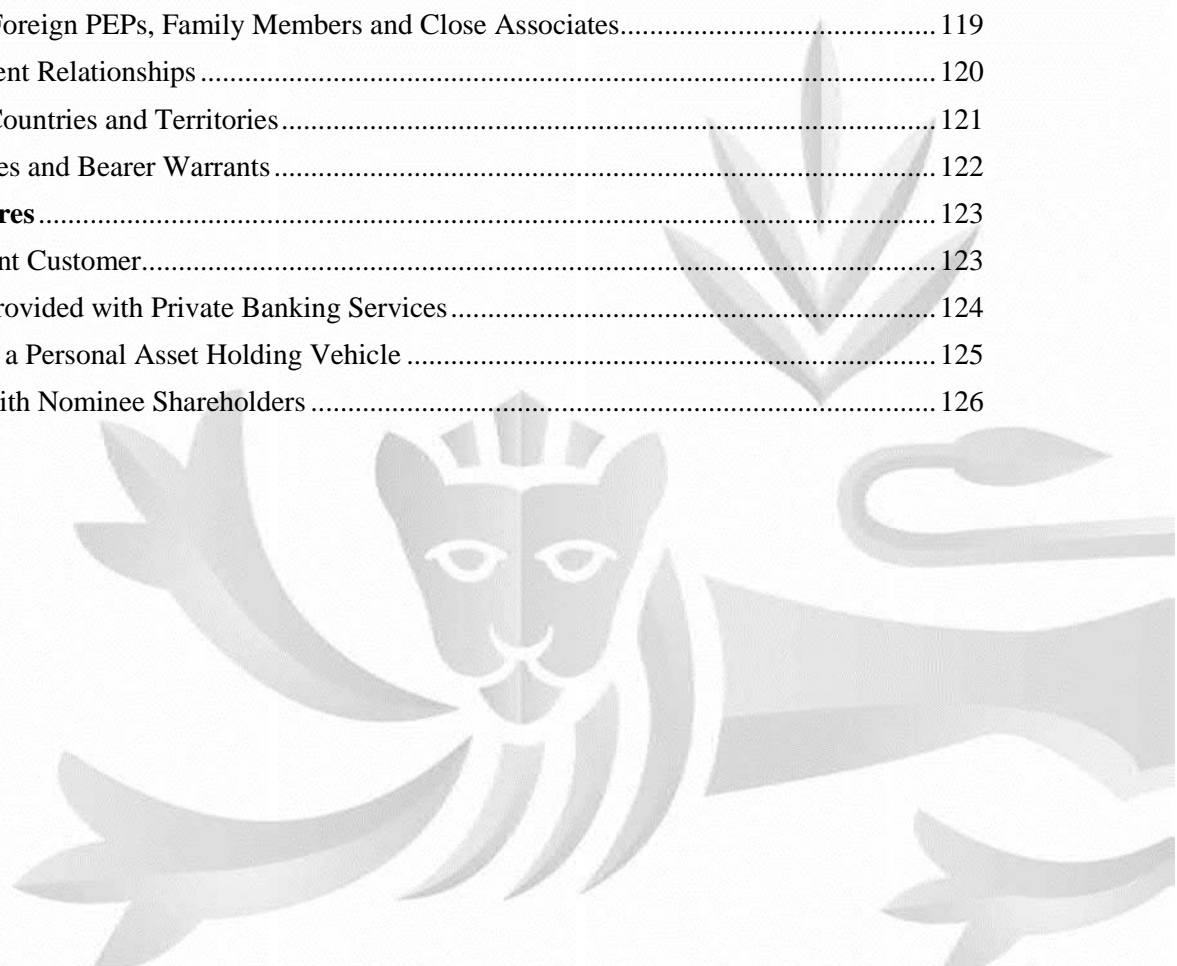 Foreign PEPs, Family Members and Close Associates.................................................... 119
ent Relationships.................................................... 120
Countries and Territories.................................................... 121
es and Bearer Warrants.................................................... 122
res.................................................... 123
nt Customer.................................................... 123
rovided with Private Banking Services.................................................... 124
a Personal Asset Holding Vehicle.................................................... 125
ith Nominee Shareholders.................................................... 126